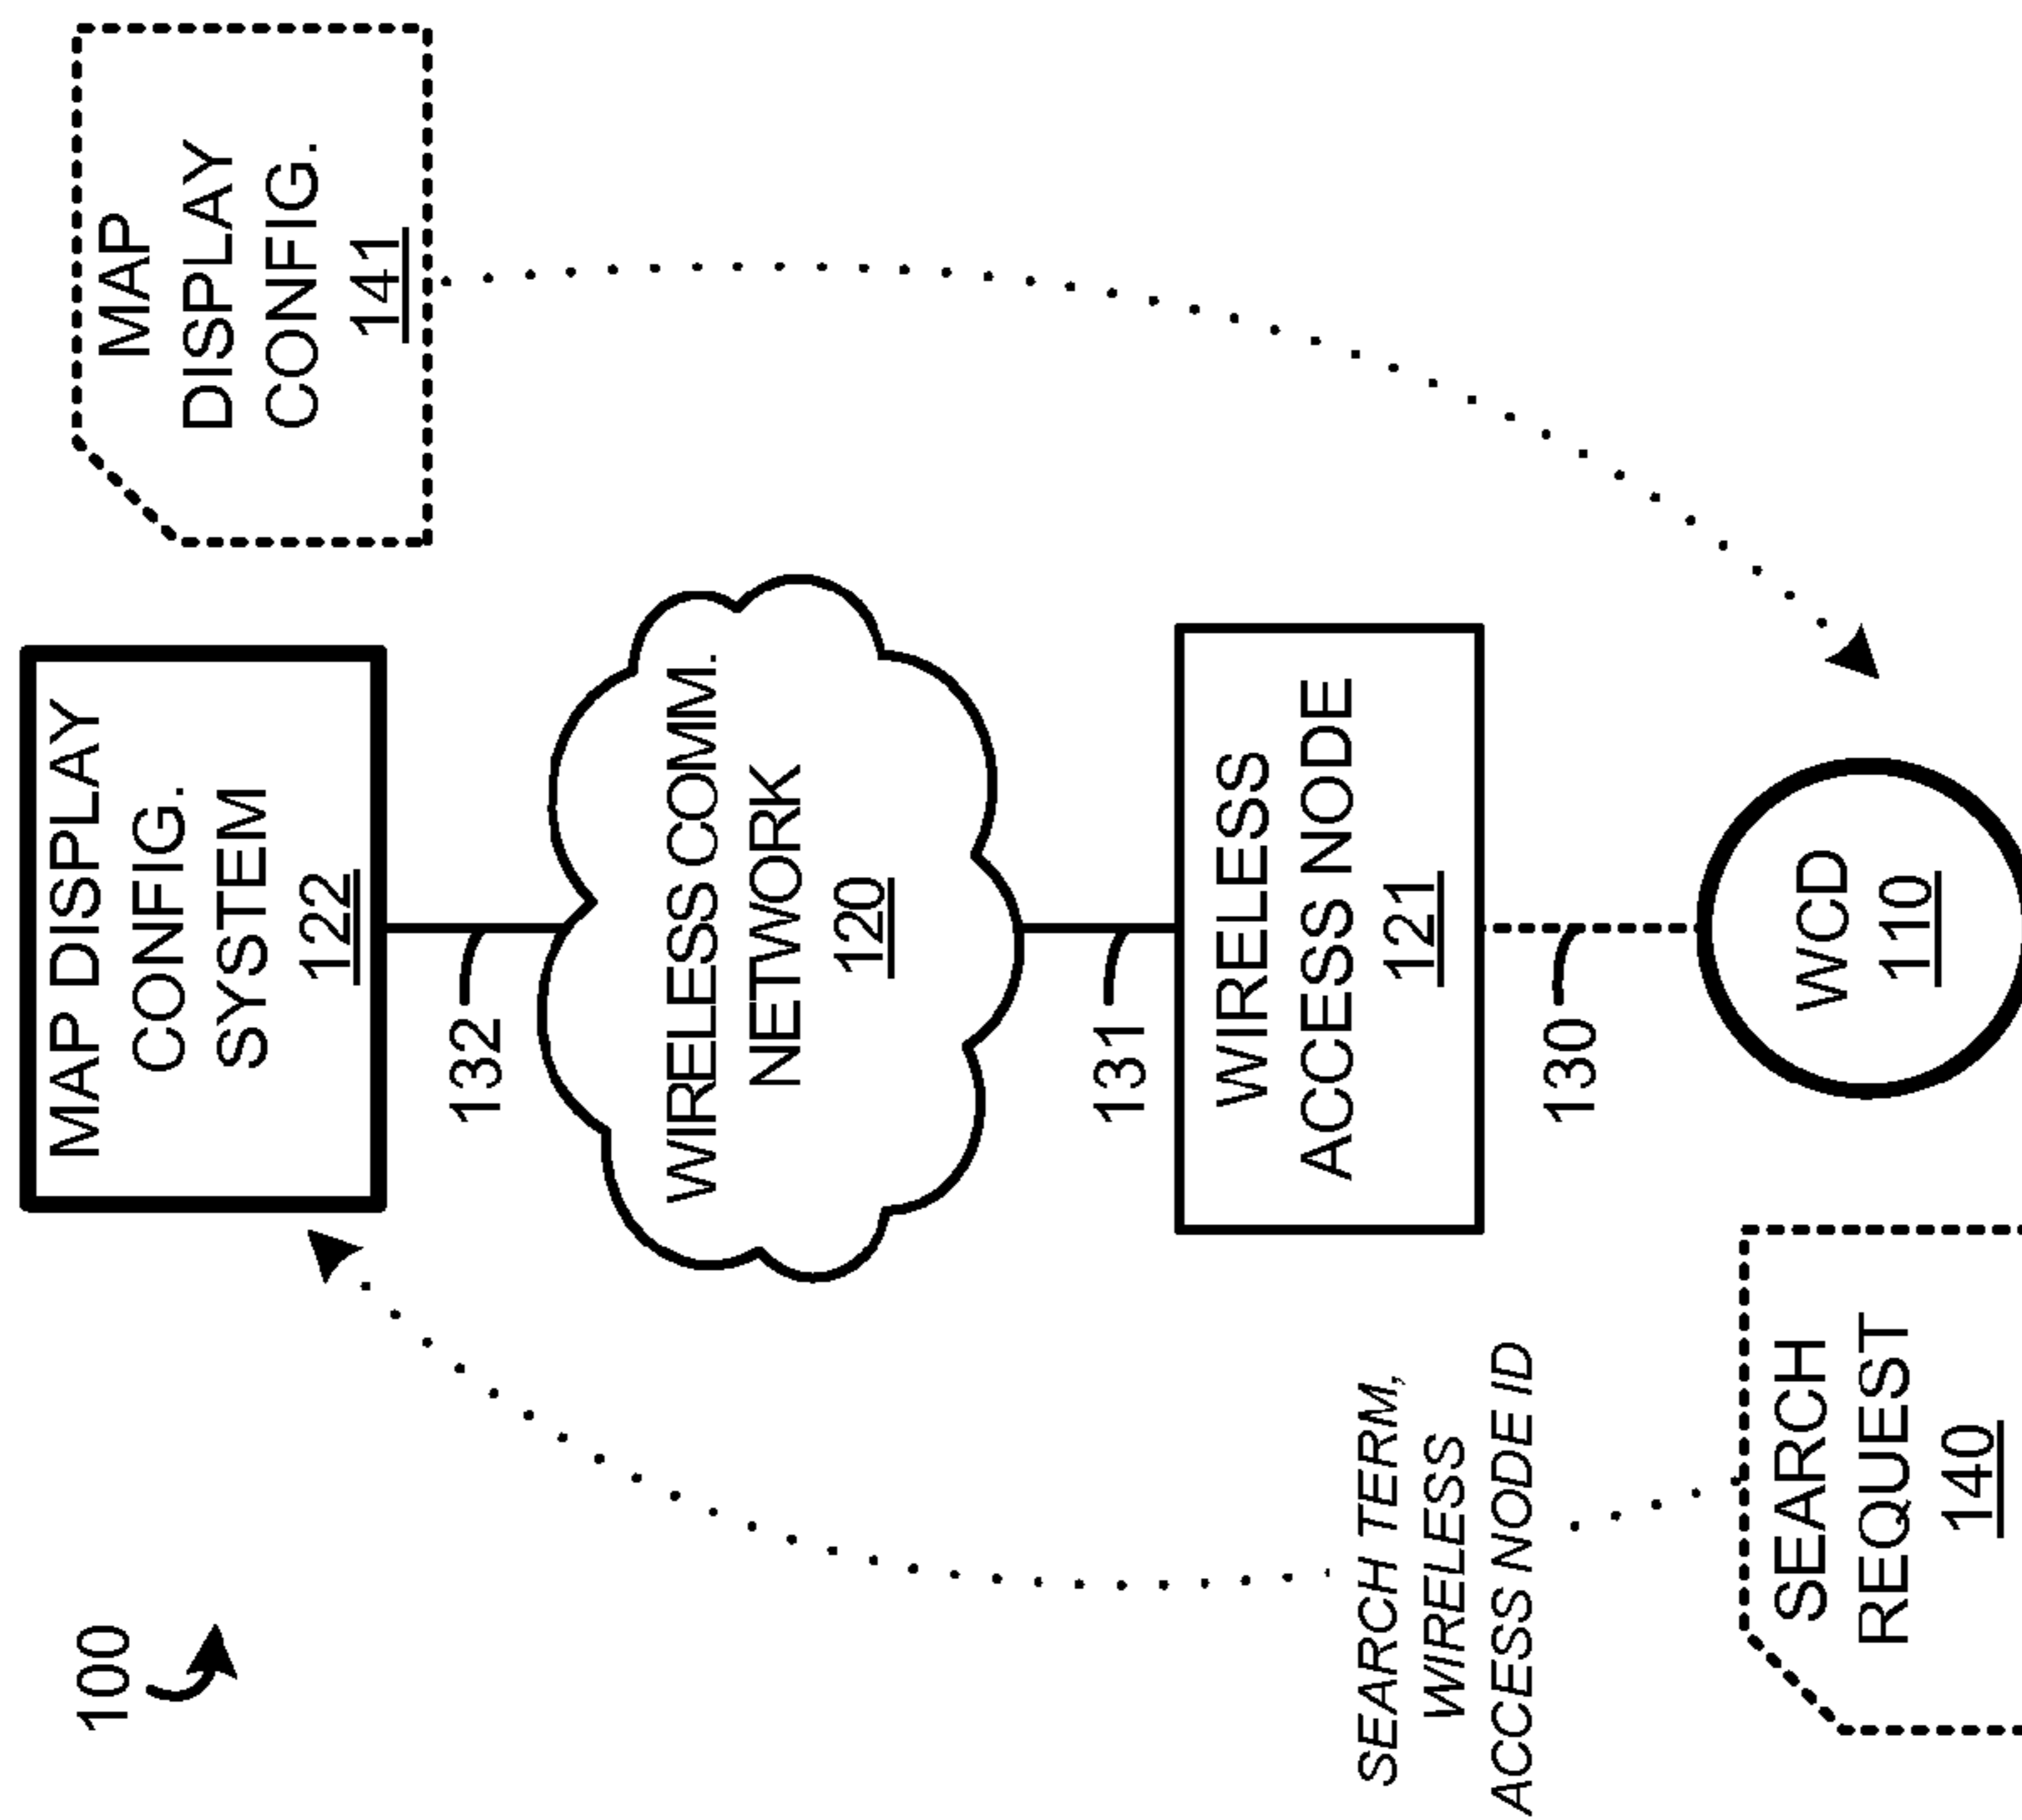 100
MAP DISPLAY
CONFIG.
SYSTEM
122
MAP
DISPLAY
CONFIG.
141
132
WIRELESS COMM.
NETWORK
120
131
WIRELESS
ACCESS NODE
121
130
SEARCH TERM,
WIRELESS
ACCESS NODE ID
SEARCH
REQUEST
140
WCD
110